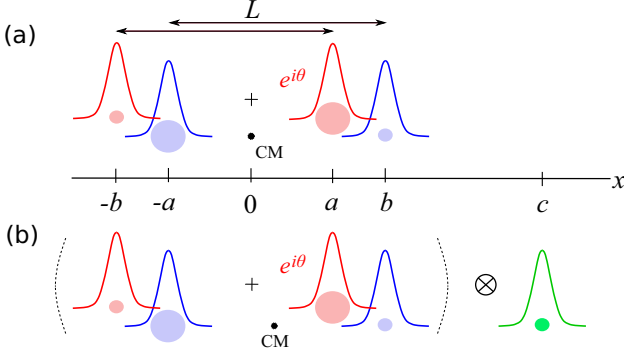 L
(a)
e^{iθ}
+
CM
x
-b -a 0 a b c
(b)
e^{iθ}
+ ⊗
CM